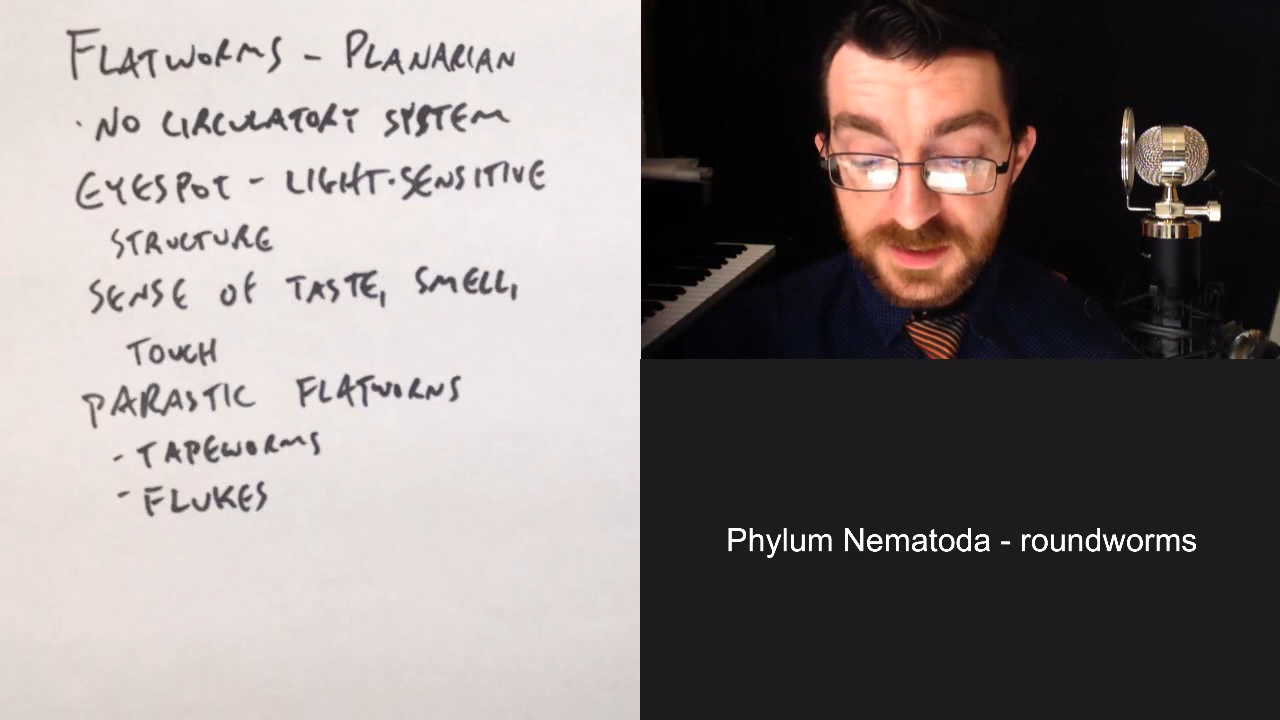 FLATWORMS - PLANARIAN
· NO CIRCULATORY SYSTEM
EYESPOT - LIGHT-SENSITIVE
STRUCTURE
SENSE OF TASTE, SMELL,
TOUCH
PARASTIC FLATWORNS
- TAPEWORMS
- FLUKES
Phylum Nematoda - roundworms